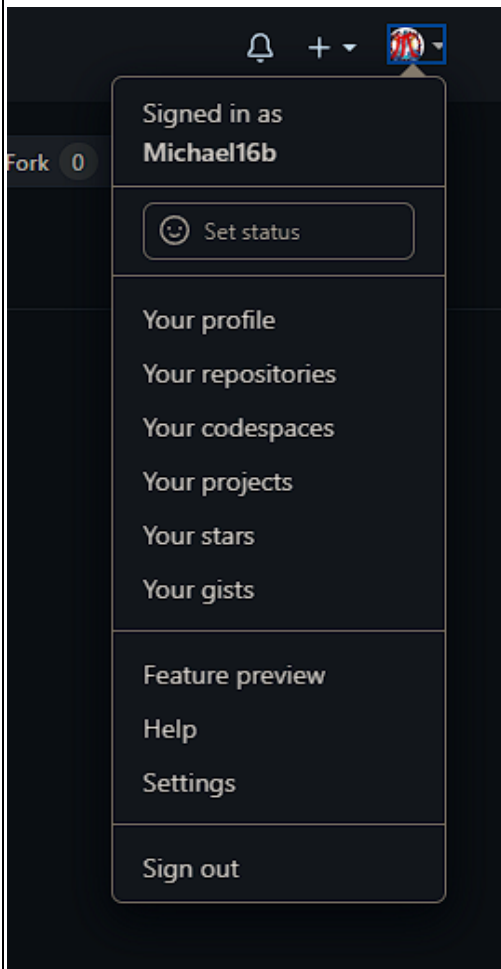 Fork 0
Signed in as
Michael16b
Set status
Your profile
Your repositories
Your codespaces
Your projects
Your stars
Your gists
Feature preview
Help
Settings
Sign out